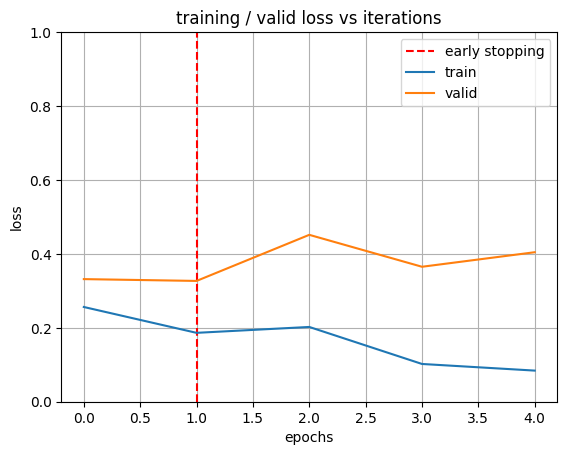 training / valid loss vs iterations
1.0
0.8
0.6
0.4
0.2
0.0
loss
early stopping
train
valid
0.0 0.5 1.0 1.5 2.0 2.5 3.0 3.5 4.0
epochs